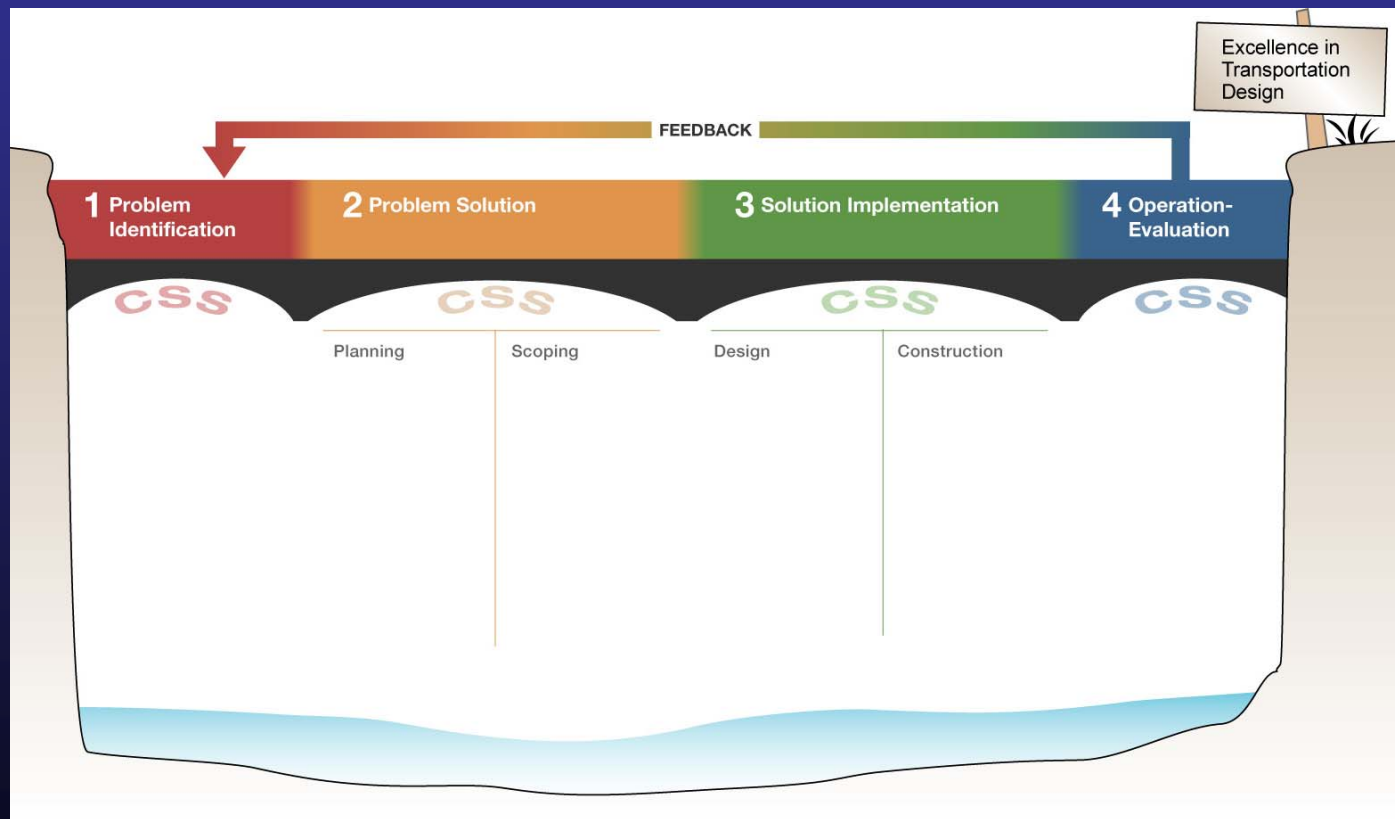 Excellence in
Transportation
Design
FEEDBACK
1 Problem
Identification
2 Problem Solution
3 Solution Implementation
4 Operation-
Evaluation
CSS
CSS
CSS
CSS
Planning
Scoping
Design
Construction